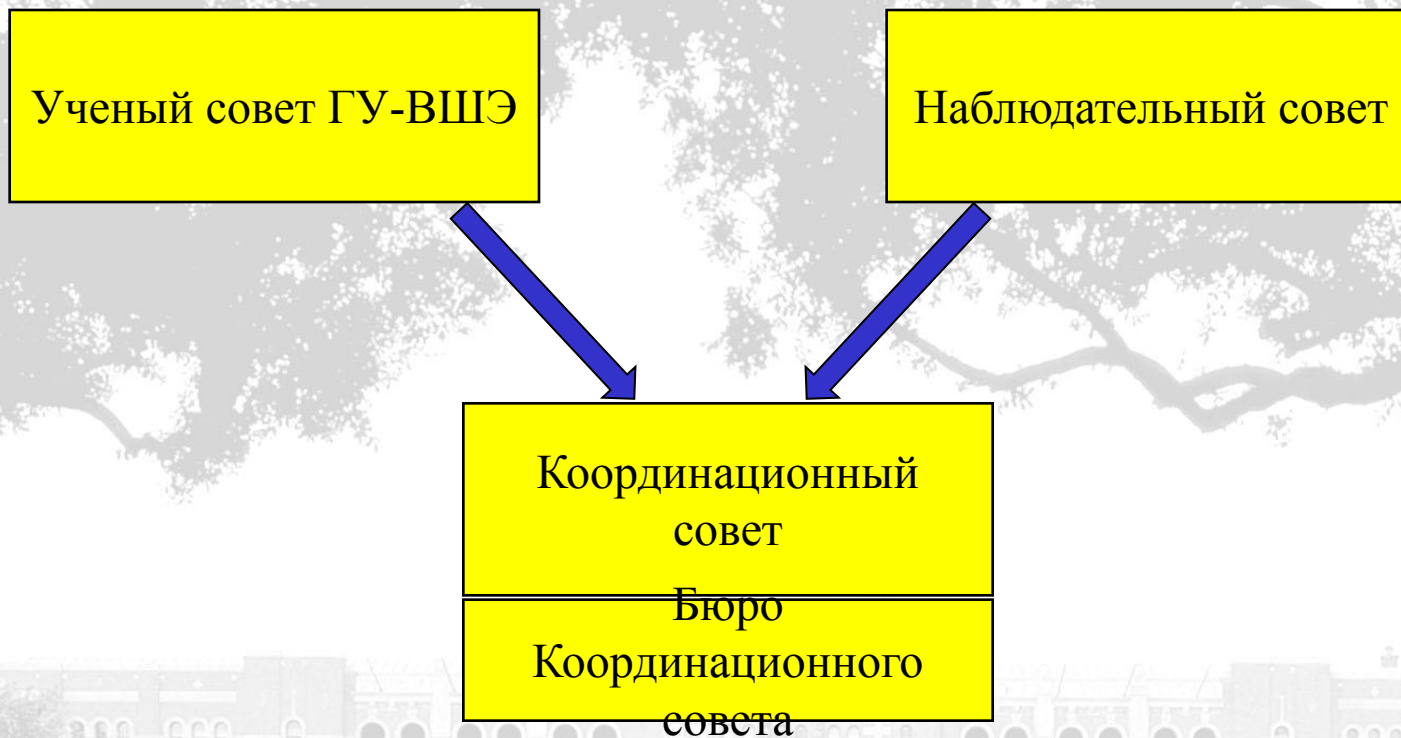 Ученый совет ГУ-ВШЭ
Наблюдательный совет
Координационный
совет
Бюро
Координационного
совета